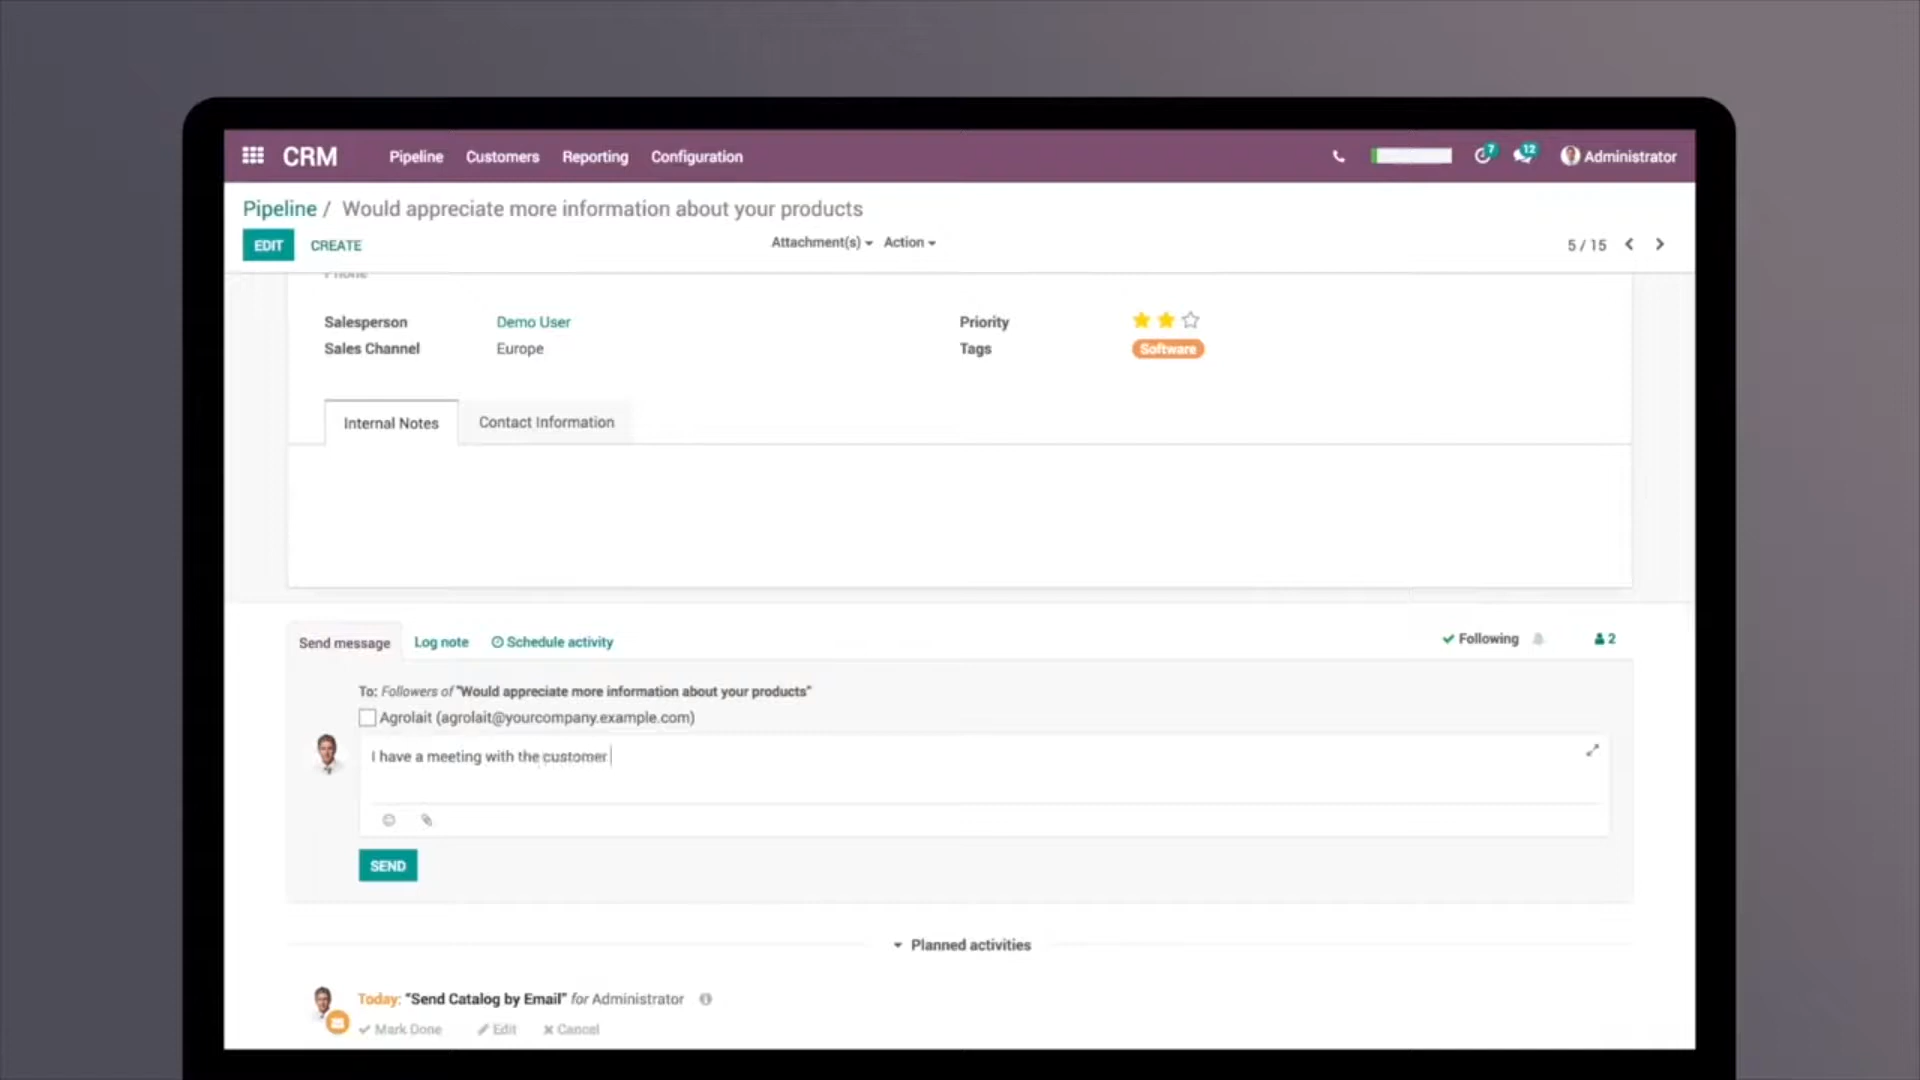 CRM Pipeline Customers Reporting Configuration 7 12 Administrator
Pipeline / Would appreciate more information about your products
EDIT CREATE Attachment(s) Action 5 / 15
Phone
Salesperson Demo User Priority
Sales Channel Europe Tags Software
Internal Notes Contact Information
Send message Log note Schedule activity Following 2
To: Followers of "Would appreciate more information about your products"
Agrolait (agrolait@yourcompany.example.com)
I have a meeting with the customer
SEND
Planned activities
Today: "Send Catalog by Email" for Administrator
Mark Done Edit Cancel